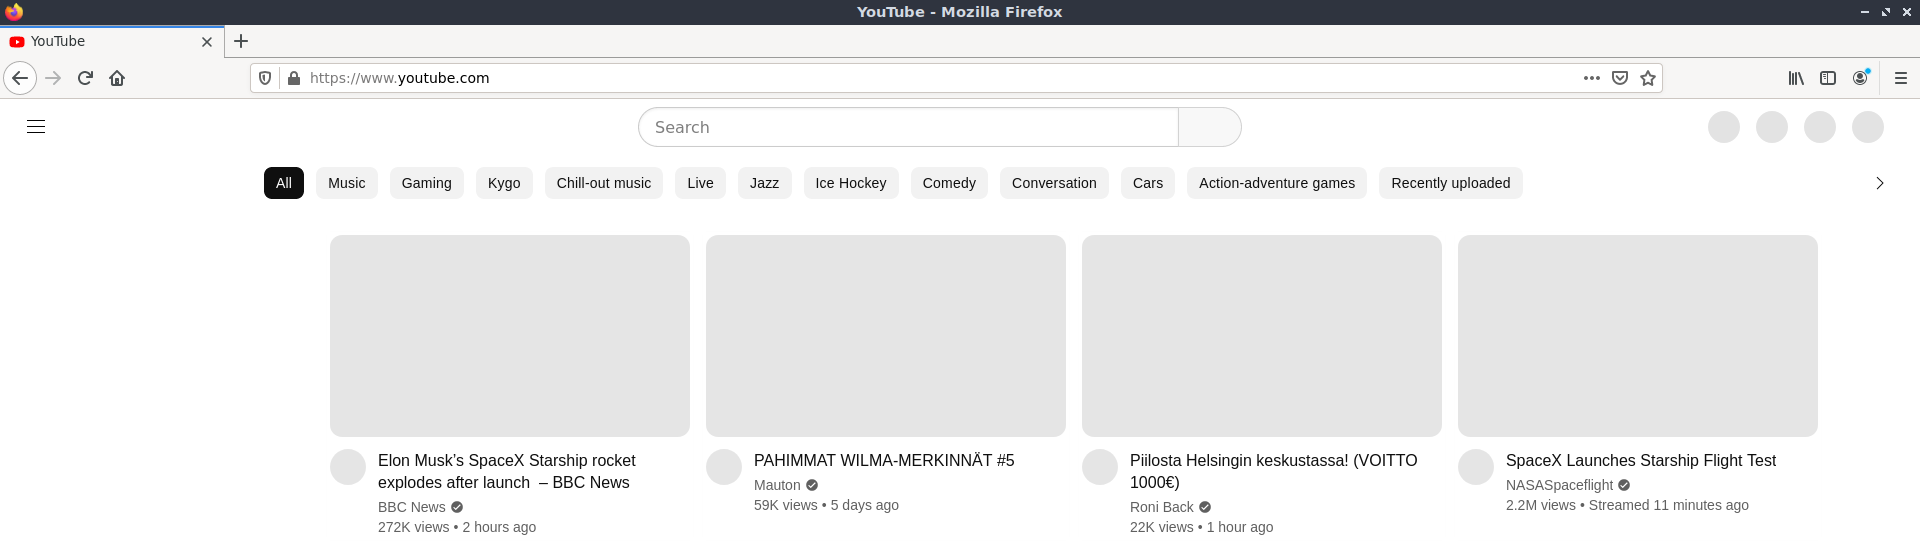 YouTube - Mozilla Firefox
YouTube
https://www.youtube.com
Search
All Music Gaming Kygo Chill-out music Live Jazz Ice Hockey Comedy Conversation Cars Action-adventure games Recently uploaded
Elon Musk’s SpaceX Starship rocket
explodes after launch – BBC News
BBC News
272K views • 2 hours ago
PAHIMMAT WILMA-MERKINNÄT #5
Mauton
59K views • 5 days ago
Piilosta Helsingin keskustassa! (VOITTO
1000€)
Roni Back
22K views • 1 hour ago
SpaceX Launches Starship Flight Test
NASASpaceflight
2.2M views • Streamed 11 minutes ago